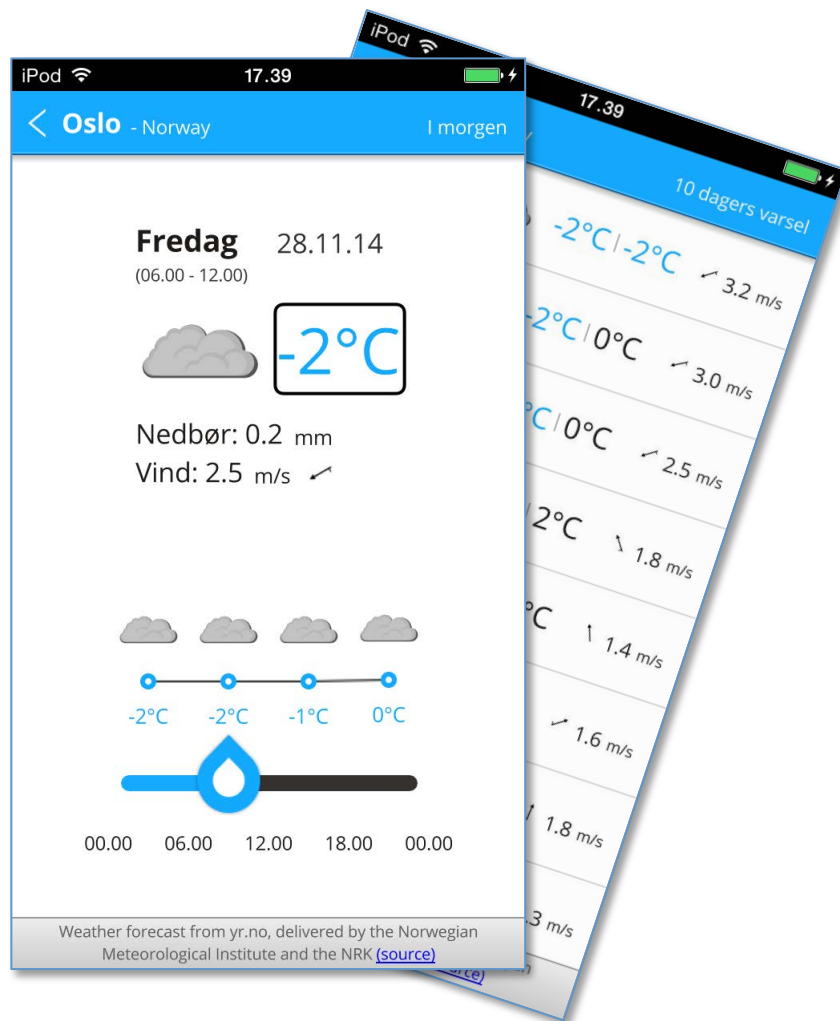 iPod 17.39
Oslo - Norway I morgen
Fredag 28.11.14
(06.00 - 12.00)
-2°C
Nedbør: 0.2 mm
Vind: 2.5 m/s
-2°C -2°C -1°C 0°C
00.00 06.00 12.00 18.00 00.00
Weather forecast from yr.no, delivered by the Norwegian
Meteorological Institute and the NRK (source)
iPod 17.39
10 dagers varsel
-2°C -2°C 3.2 m/s
-2°C 0°C 3.0 m/s
°C 0°C 2.5 m/s
2°C 1.8 m/s
°C 1.4 m/s
1.6 m/s
1.8 m/s
.3 m/s